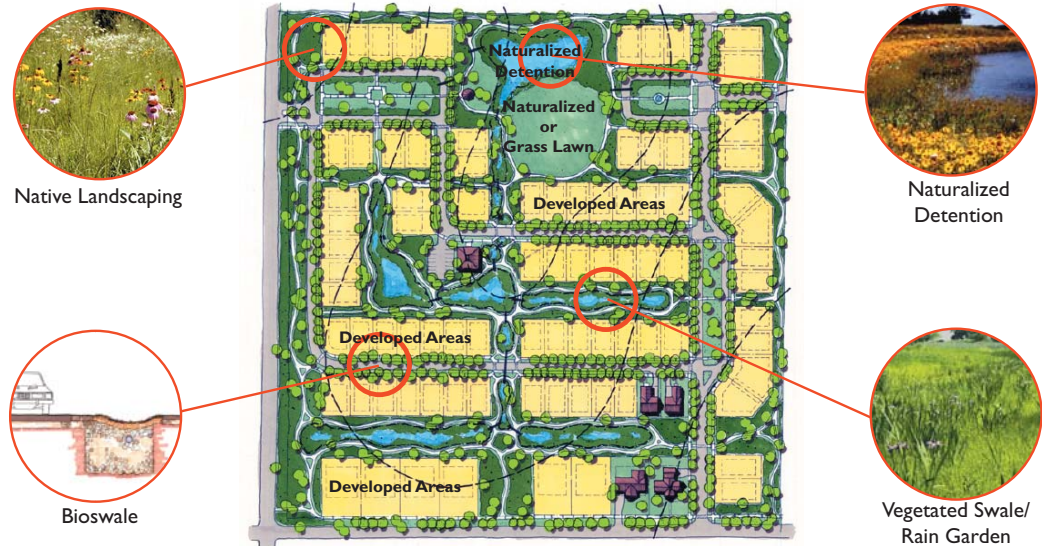 Naturalized
Detention
Naturalized
or
Grass Lawn
Native Landscaping
Naturalized
Detention
Developed Areas
Developed Areas
Bioswale
Developed Areas
Vegetated Swale/
Rain Garden